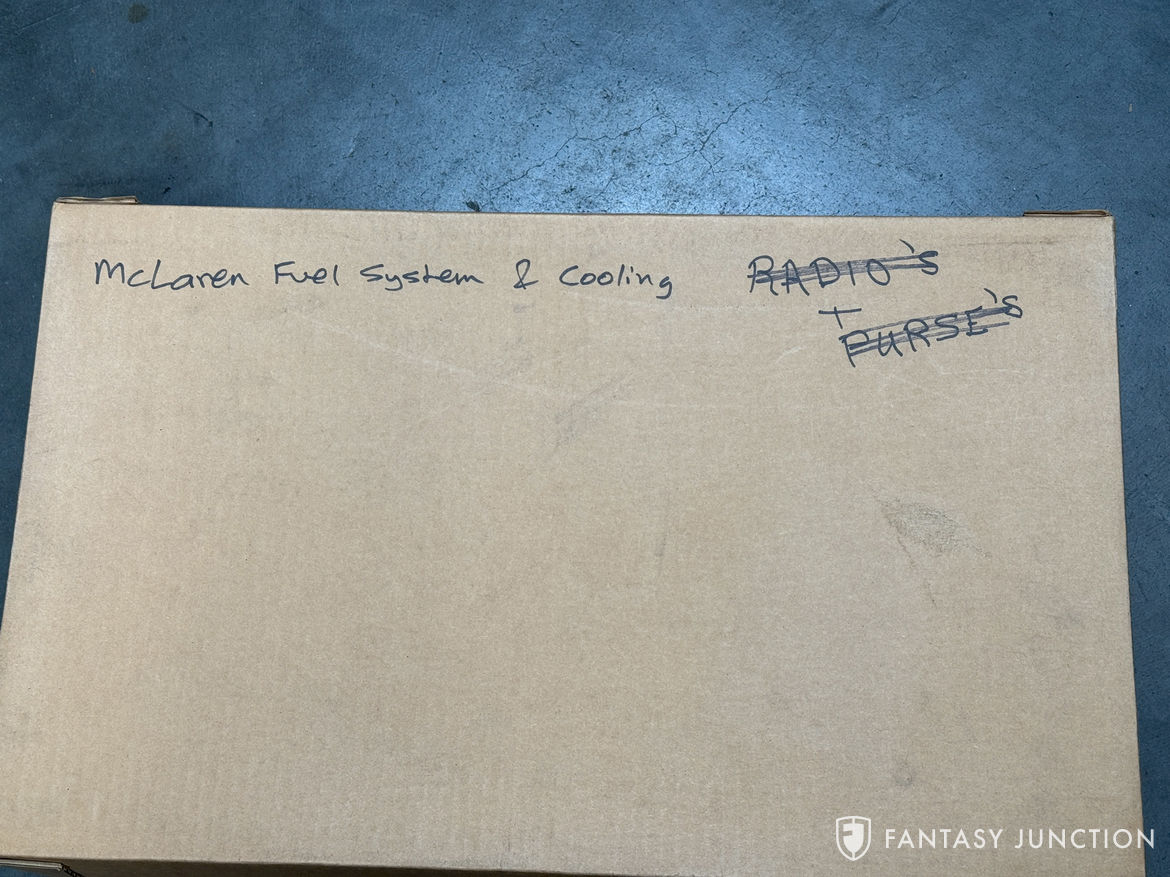 McLaren Fuel System & Cooling
RADIO'S
+
PURSE'S
FANTASY JUNCTION